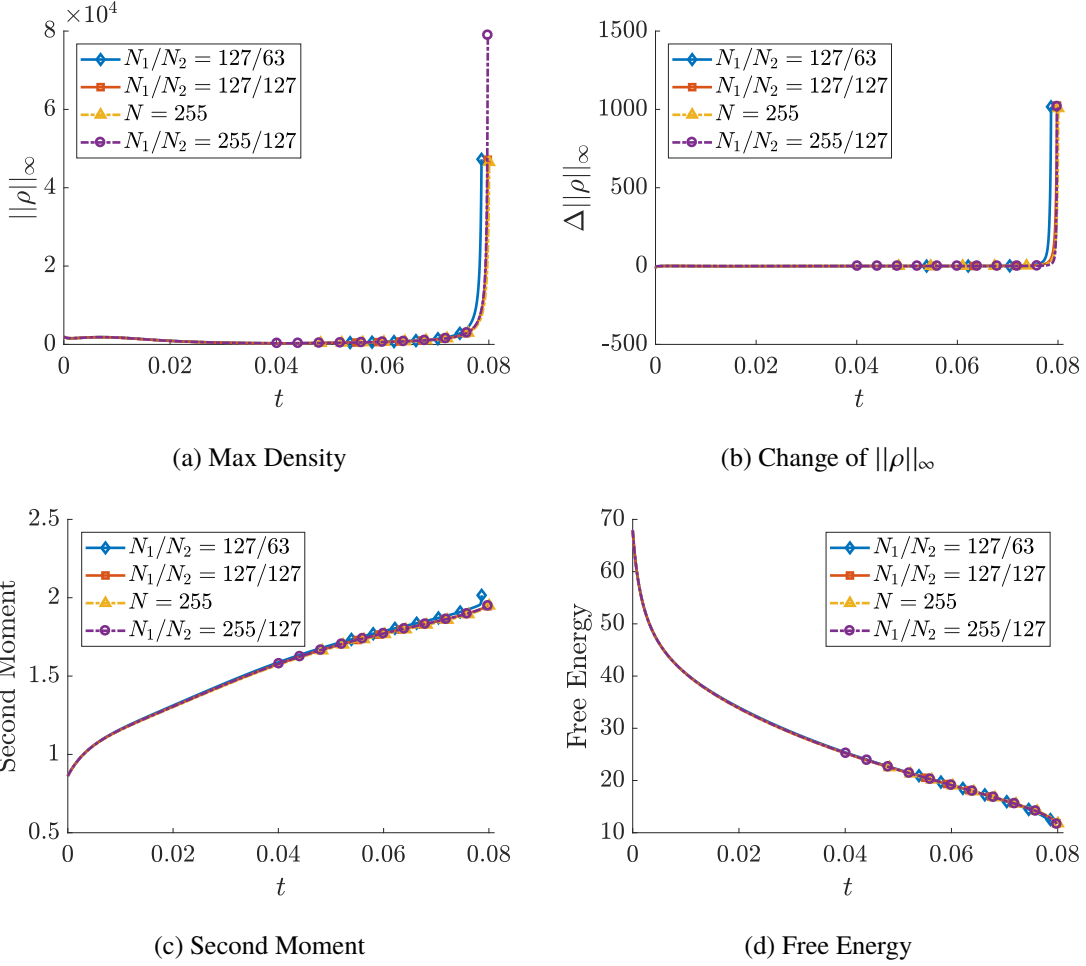 ×10⁴
8
6
4
2
0
||ρ||∞
N₁/N₂ = 127/63
N₁/N₂ = 127/127
N = 255
N₁/N₂ = 255/127
0 0.02 0.04 0.06 0.08
t
(a) Max Density
1500
1000
500
0
-500
Δ||ρ||∞
N₁/N₂ = 127/63
N₁/N₂ = 127/127
N = 255
N₁/N₂ = 255/127
0 0.02 0.04 0.06 0.08
t
(b) Change of ||ρ||∞
2.5
2
1.5
1
0.5
Second Moment
N₁/N₂ = 127/63
N₁/N₂ = 127/127
N = 255
N₁/N₂ = 255/127
0 0.02 0.04 0.06 0.08
t
(c) Second Moment
70
60
50
40
30
20
10
Free Energy
N₁/N₂ = 127/63
N₁/N₂ = 127/127
N = 255
N₁/N₂ = 255/127
0 0.02 0.04 0.06 0.08
t
(d) Free Energy